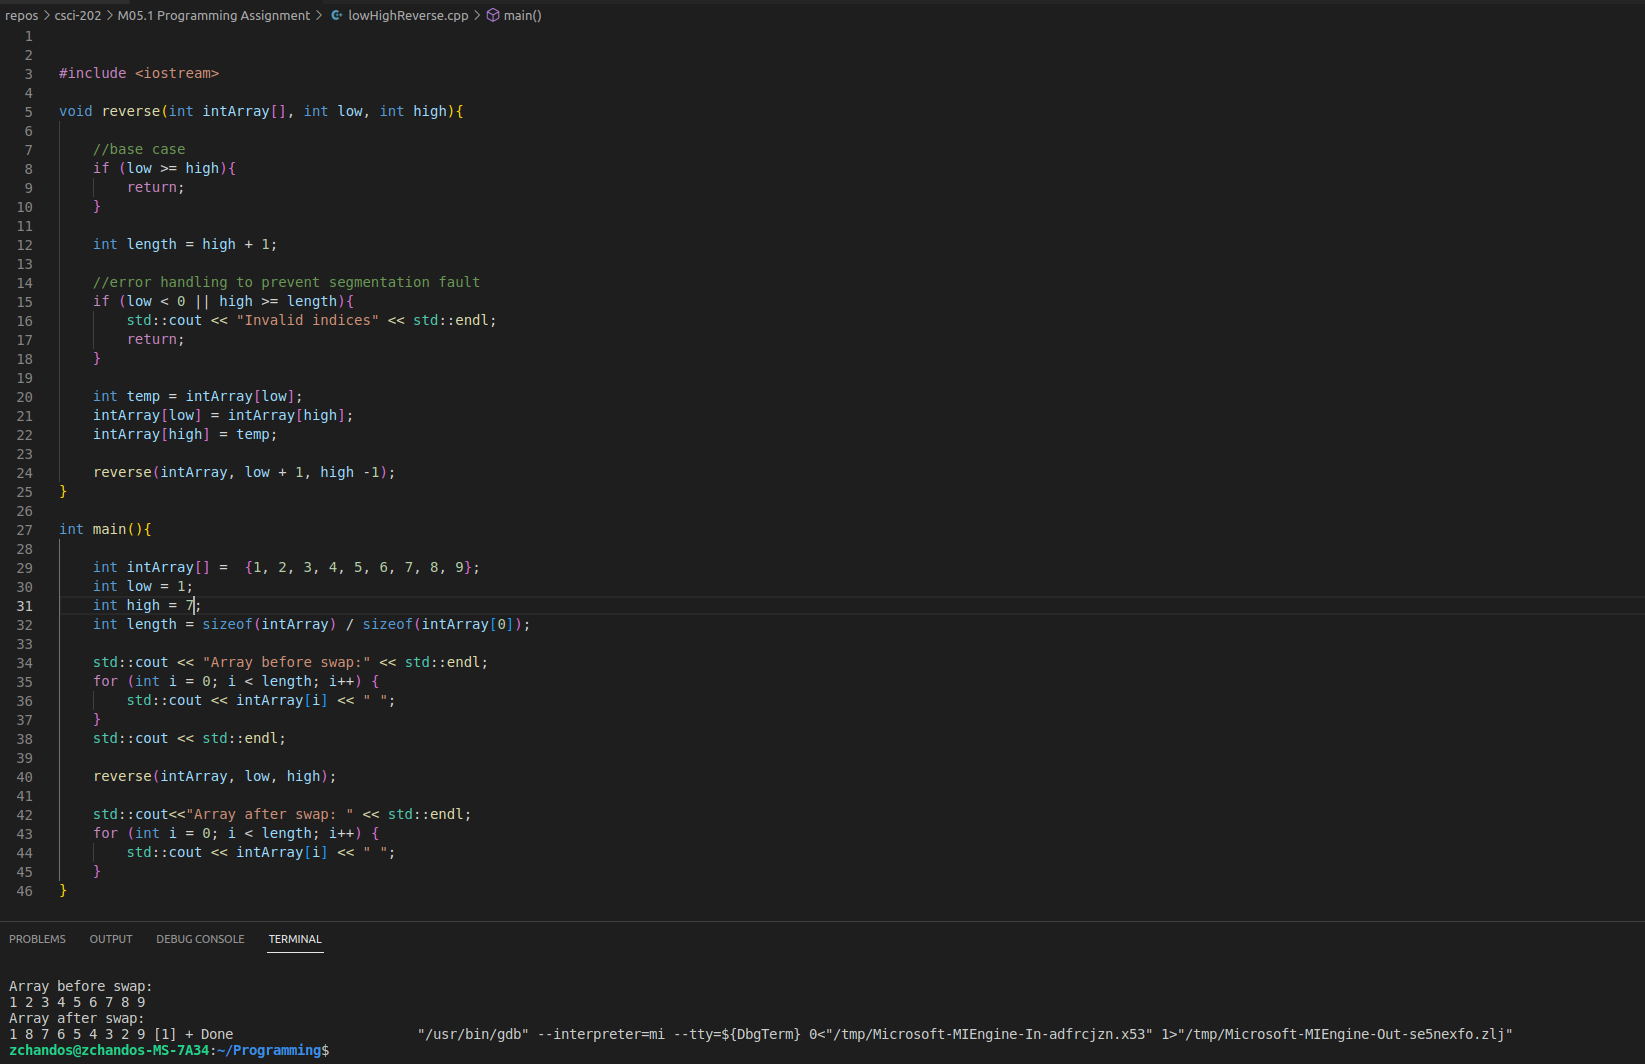 repos > csci-202 > M05.1 Programming Assignment > lowHighReverse.cpp > main()
1
2
3 #include <iostream>
4
5 void reverse(int intArray[], int low, int high){
6
7     //base case
8     if (low >= high){
9         return;
10     }
11
12     int length = high + 1;
13
14     //error handling to prevent segmentation fault
15     if (low < 0 || high >= length){
16         std::cout << "Invalid indices" << std::endl;
17         return;
18     }
19
20     int temp = intArray[low];
21     intArray[low] = intArray[high];
22     intArray[high] = temp;
23
24     reverse(intArray, low + 1, high -1);
25 }
26
27 int main(){
28
29     int intArray[] =  {1, 2, 3, 4, 5, 6, 7, 8, 9};
30     int low = 1;
31     int high = 7;
32     int length = sizeof(intArray) / sizeof(intArray[0]);
33
34     std::cout << "Array before swap:" << std::endl;
35     for (int i = 0; i < length; i++) {
36         std::cout << intArray[i] << " ";
37     }
38     std::cout << std::endl;
39
40     reverse(intArray, low, high);
41
42     std::cout<<"Array after swap: " << std::endl;
43     for (int i = 0; i < length; i++) {
44         std::cout << intArray[i] << " ";
45     }
46 }
PROBLEMS OUTPUT DEBUG CONSOLE TERMINAL
Array before swap:
1 2 3 4 5 6 7 8 9
Array after swap:
1 8 7 6 5 4 3 2 9 [1] + Done                       "/usr/bin/gdb" --interpreter=mi --tty=${DbgTerm} 0<"/tmp/Microsoft-MIEngine-In-adfrcjzn.x53" 1>"/tmp/Microsoft-MIEngine-Out-se5nexfo.zlj"
zchandos@zchandos-MS-7A34:~/Programming$